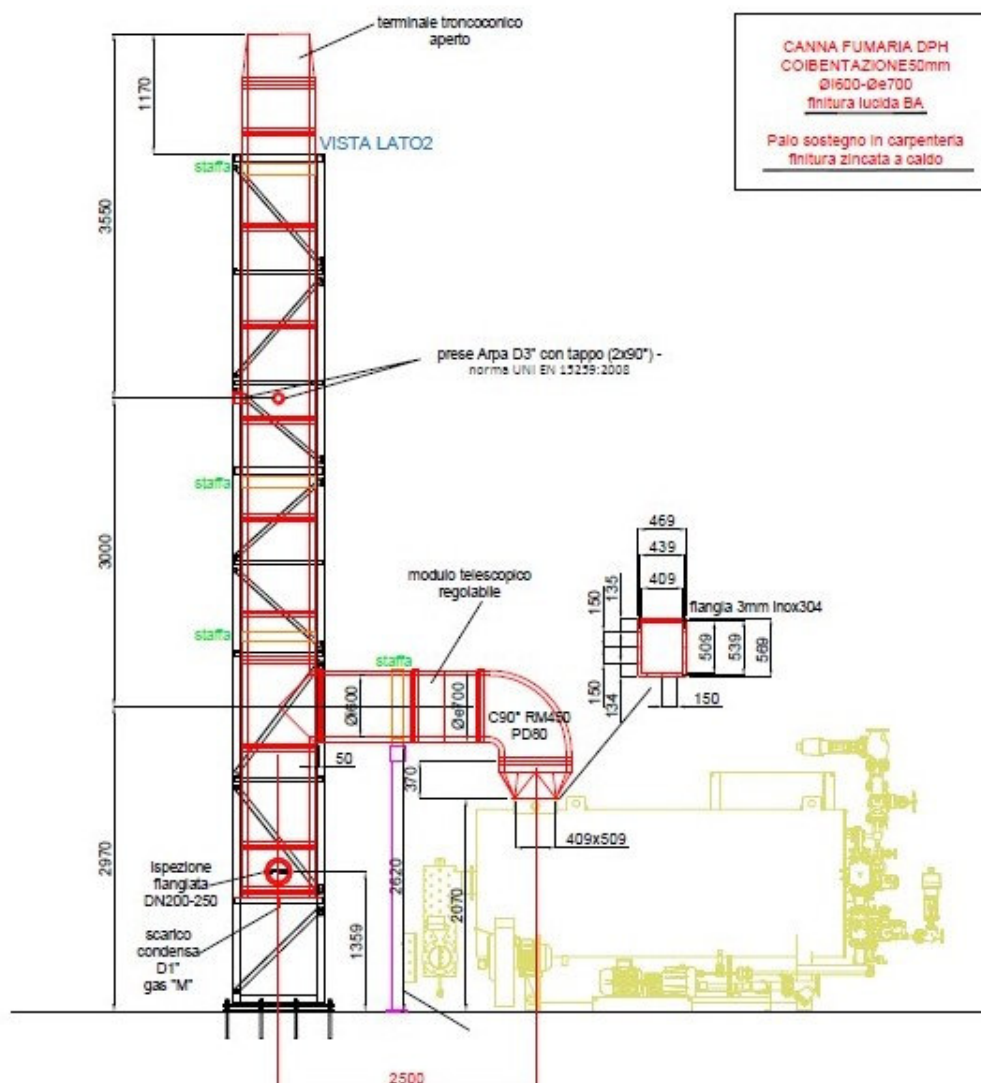 terminale troncoconico
aperto
CANNA FUMARIA DPH
COIBENTAZIONE50mm
Øi600-Øe700
finitura lucida BA
Palo sostegno in carpenteria
finitura zincata a caldo
1170
VISTA LATO2
staffa
3550
prese Arpa D3" con tappo (2x90°) -
norma UNI EN 15259:2008
staffa
469
439
409
3000
modulo telescopico
regolabile
150
135
flangia 3mm inox304
509
539
569
staffa
staffa
150
134
150
Øi600
Øe700
C90° RM450
PD80
50
370
409x509
2970
ispezione
flangiata
DN200-250
2620
2070
1359
scarico
condensa
D1"
gas "M"
2500